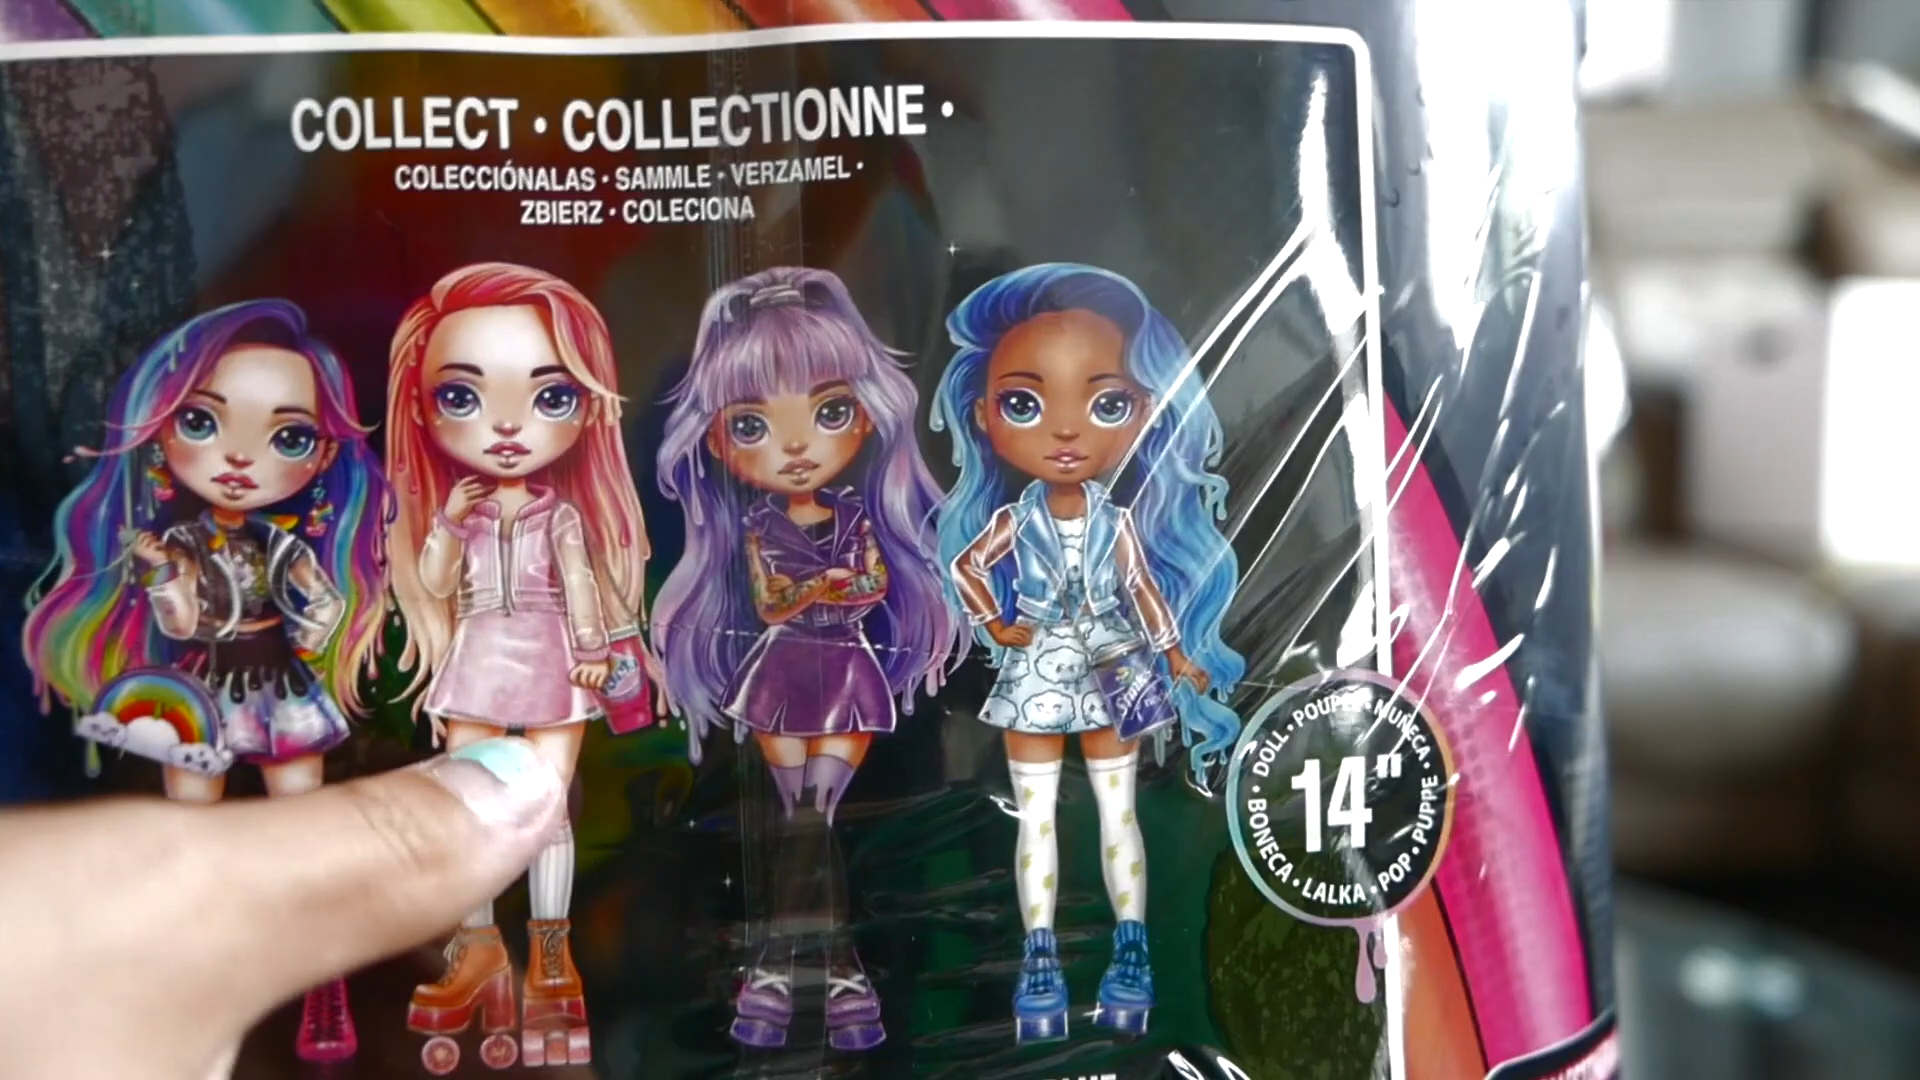 COLLECT · COLLECTIONNE ·
COLECCIÓNALAS · SAMMLE · VERZAMEL ·
ZBIERZ · COLECIONA
14"
DOLL · POUPÉE · MUÑECA · PUPPE · POP · LALKA · BONECA ·